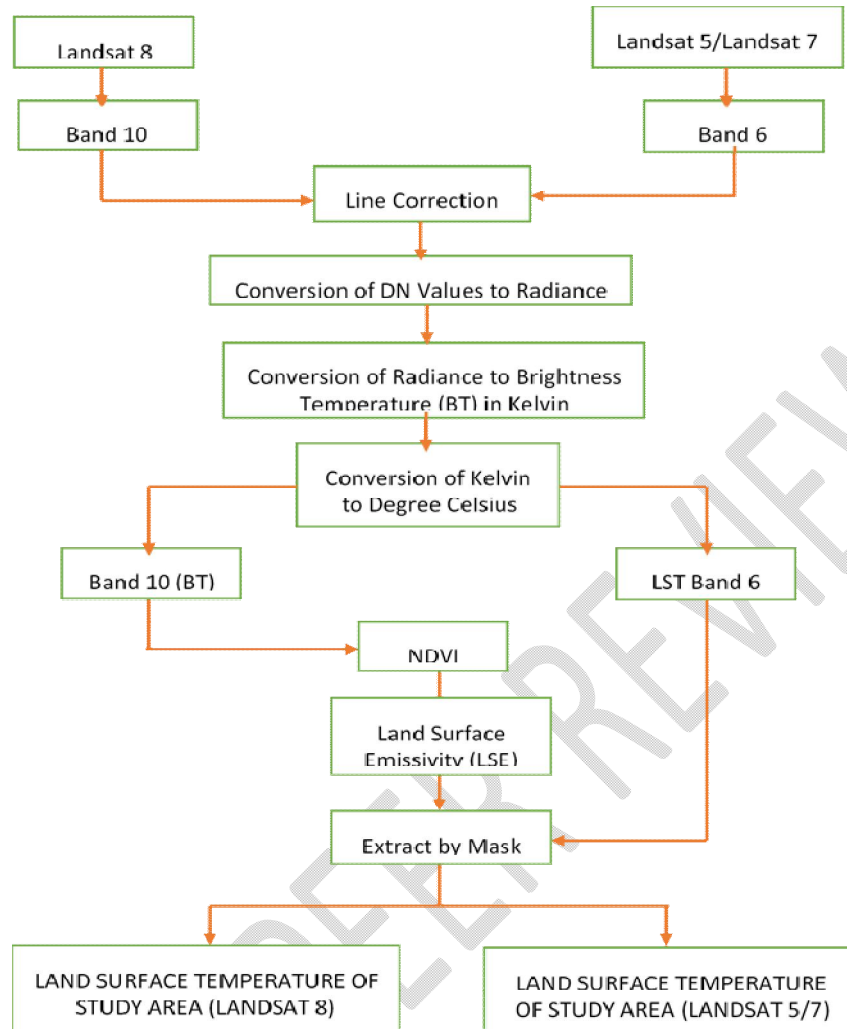 Landsat 8
Landsat 5/Landsat 7
Band 10
Band 6
Line Correction
Conversion of DN Values to Radiance
Conversion of Radiance to Brightness
Temperature (BT) in Kelvin
Conversion of Kelvin
to Degree Celsius
Band 10 (BT)
LST Band 6
NDVI
Land Surface
Emissivity (LSE)
Extract by Mask
LAND SURFACE TEMPERATURE OF
STUDY AREA (LANDSAT 8)
LAND SURFACE TEMPERATURE
OF STUDY AREA (LANDSAT 5/7)
PEER REVIEW